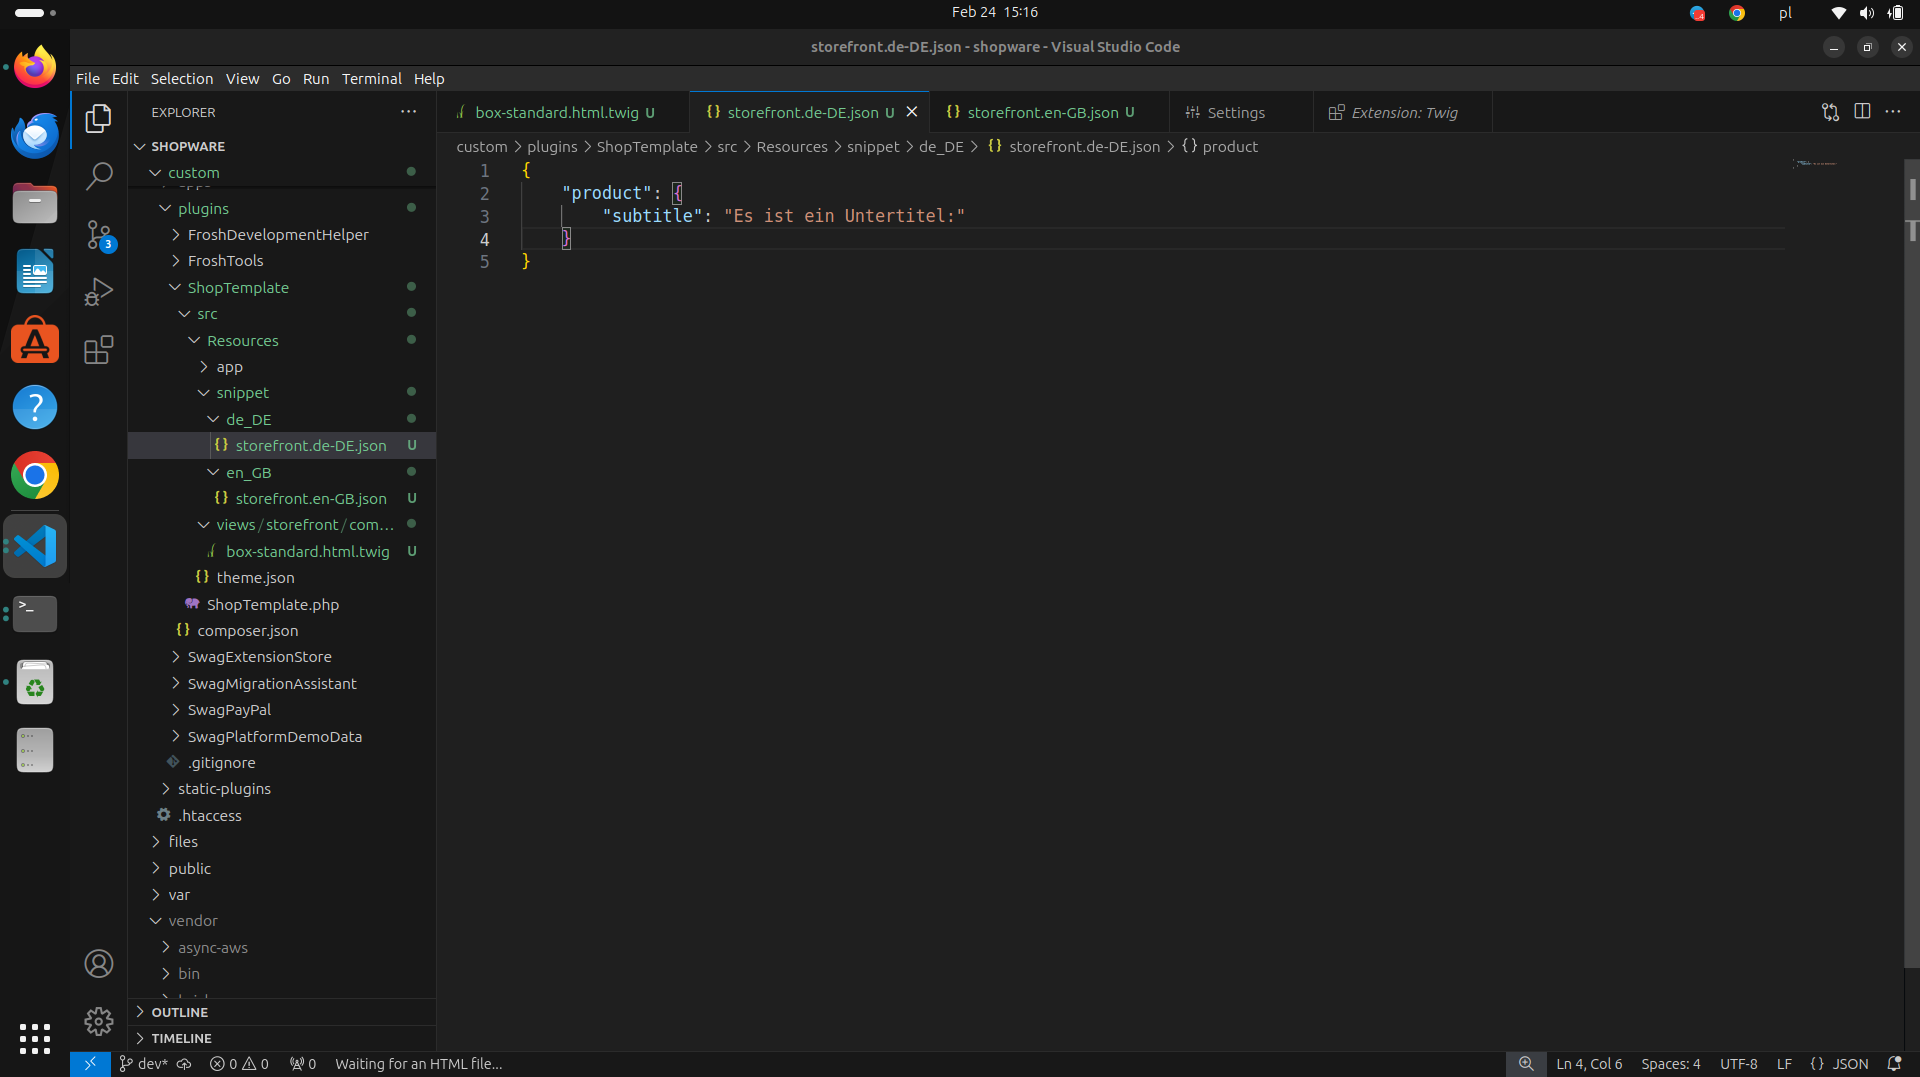 Feb 24 15:16
pl
storefront.de-DE.json - shopware - Visual Studio Code
File Edit Selection View Go Run Terminal Help
EXPLORER
box-standard.html.twig U
storefront.de-DE.json U
storefront.en-GB.json U
Settings
Extension: Twig
custom > plugins > ShopTemplate > src > Resources > snippet > de_DE > {} storefront.de-DE.json > {} product
SHOPWARE
custom
plugins
FroshDevelopmentHelper
FroshTools
ShopTemplate
src
Resources
app
snippet
de_DE
{} storefront.de-DE.json U
en_GB
{} storefront.en-GB.json U
views/storefront/com...
box-standard.html.twig U
{} theme.json
ShopTemplate.php
{} composer.json
SwagExtensionStore
SwagMigrationAssistant
SwagPayPal
SwagPlatformDemoData
.gitignore
static-plugins
.htaccess
files
public
var
vendor
async-aws
bin
OUTLINE
TIMELINE
3
1 {
2 "product": {
3 "subtitle": "Es ist ein Untertitel:"
4 }
5 }
dev* 0 0 0 Waiting for an HTML file...
Ln 4, Col 6 Spaces: 4 UTF-8 LF {} JSON